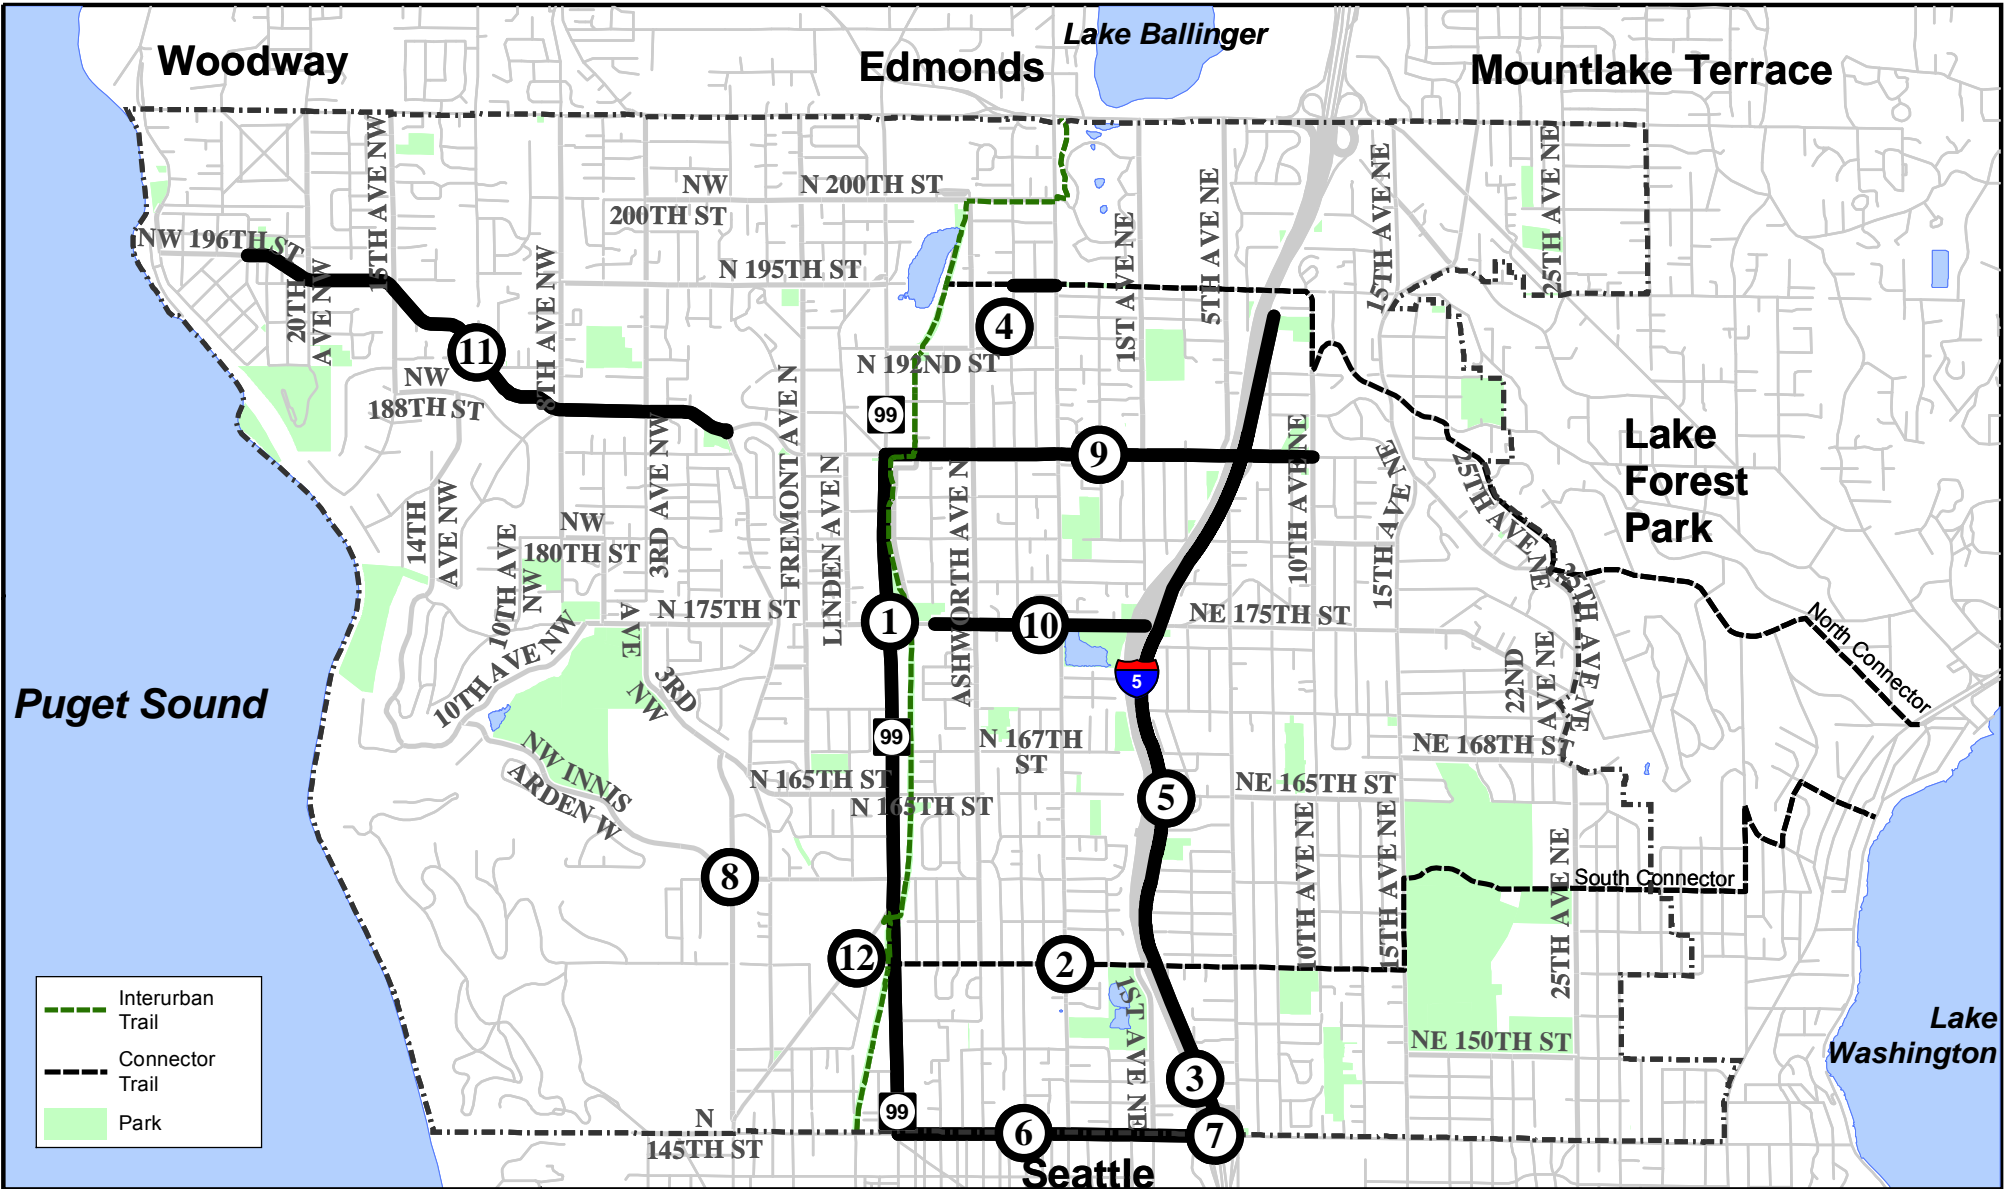 Woodway
Edmonds
Lake Ballinger
Mountlake Terrace
15TH AVE NW
NW
200TH ST
N 200TH ST
NW 196TH ST
20TH
AVE NW
8TH AVE NW
N 195TH ST
1ST AVE NE
5TH AVE NE
15TH AVE NE
25TH AVE NE
4
11
N 192ND ST
NW
188TH ST
99
9
Lake
Forest
Park
3RD AVE NW
FREMONT AVE N
LINDEN AVE N
ASHWORTH AVE N
10TH AVE NE
15TH AVE NE
25TH AVE NE
14TH
AVE NW
10TH AVE
NW
NW
180TH ST
N 175TH ST
1
10
NE 175TH ST
25TH AVE NE
North Connector
10TH AVE NW
AVE
3RD
NW
5
22ND
AVE NE
Puget Sound
99
N 167TH
ST
NE 168TH ST
NW INNIS
ARDEN W
N 165TH ST
N 165TH ST
5
NE 165TH ST
8
10TH AVE NE
15TH AVE NE
25TH AVE NE
South Connector
12
2
1ST AVE NE
NE 150TH ST
Lake
Washington
Interurban
Trail
Connector
Trail
Park
3
99
N
145TH ST
6
7
Seattle